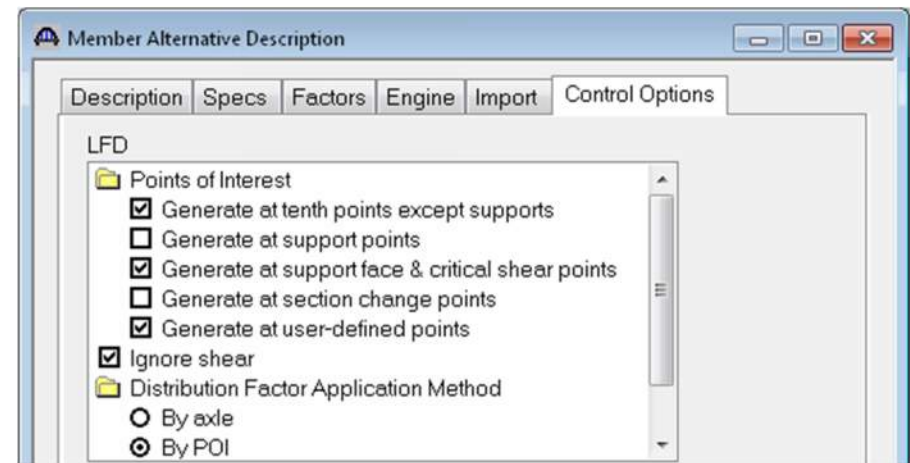 Member Alternative Description
Description Specs Factors Engine Import Control Options
LFD
Points of Interest
Generate at tenth points except supports
Generate at support points
Generate at support face & critical shear points
Generate at section change points
Generate at user-defined points
Ignore shear
Distribution Factor Application Method
By axle
By POI